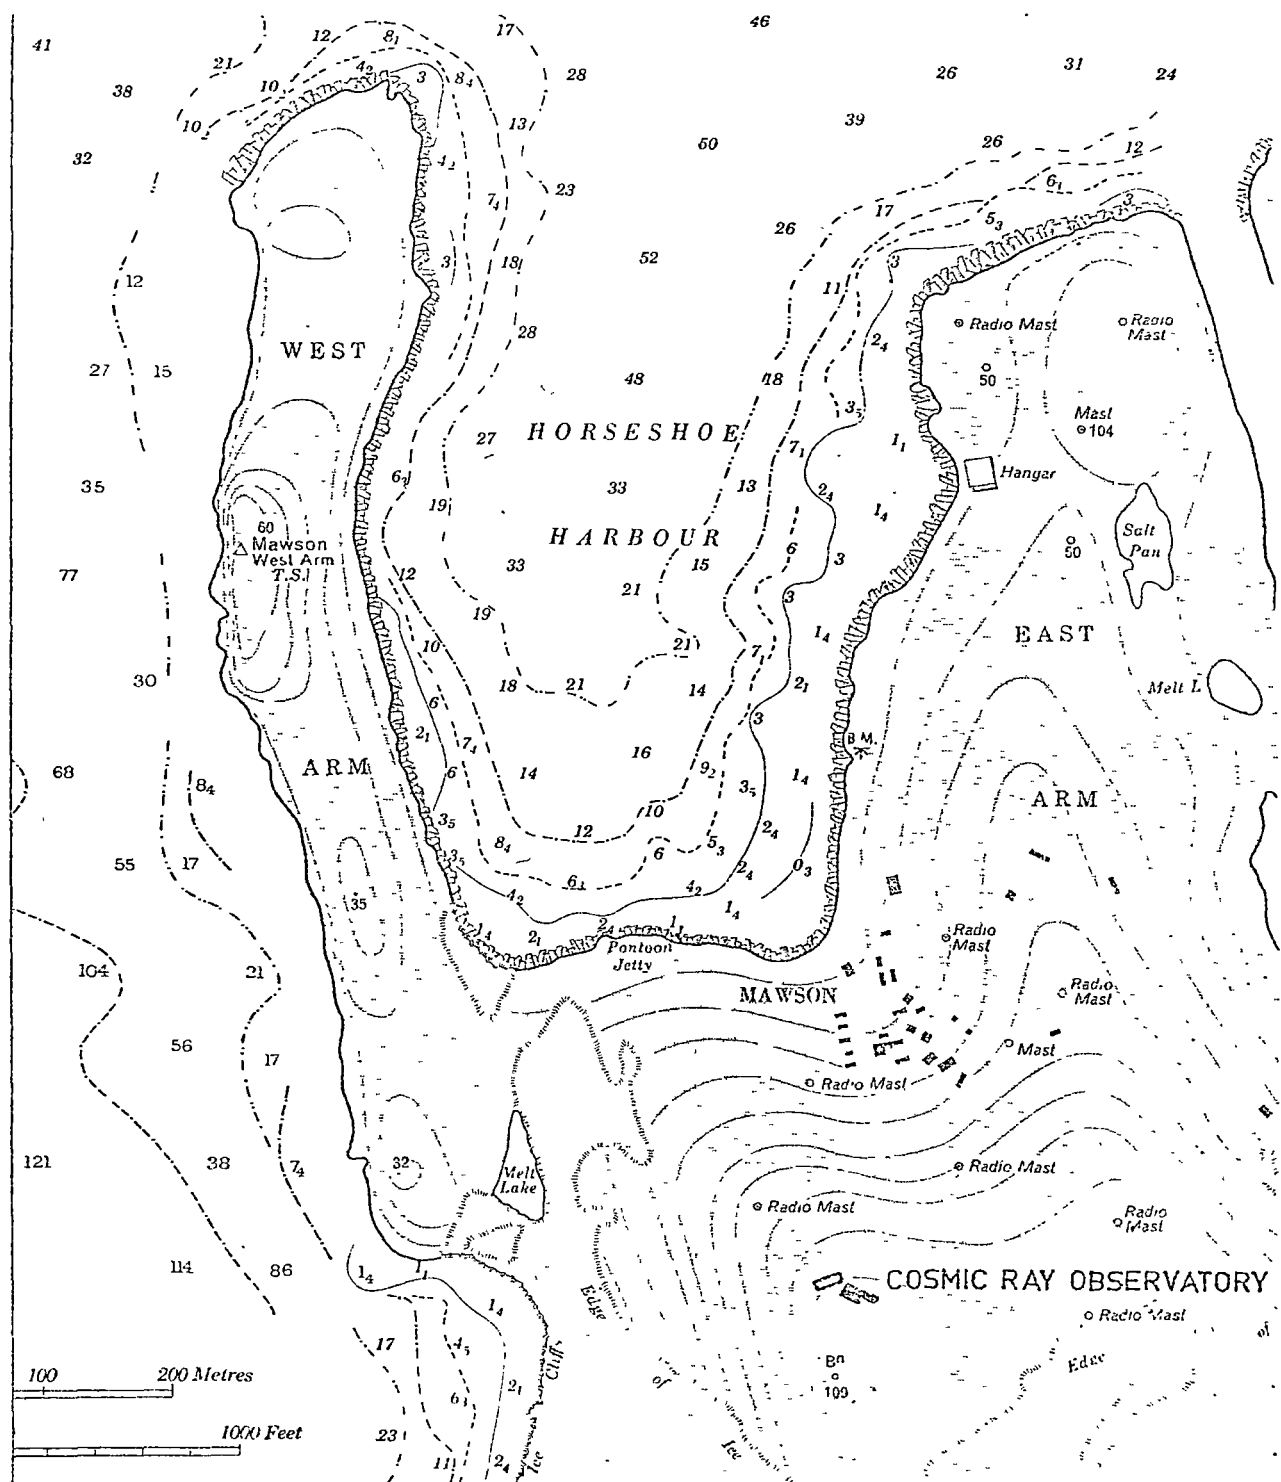 46
17
12
8₁
41
21
4₂
3
8₄
28
26
31
24
38
10
10
13
39
60
26
12
32
4₂
7₄
23
6₁
3
17
5₃
26
3
18
52
3
12
11
Radio Mast
Radio
Mast
28
2₄
WEST
27
15
48
18
50
3₅
Mast
104
HORSESHOE
27
7₁
1₁
Hangar
35
19
33
13
2₄
1₄
60
Mawson
West Arm
T.S.
HARBOUR
Salt
Pan
6
50
77
12
33
15
3
21
3
19
1₄
EAST
10
21
7₁
30
18
21
14
2₁
Melt L
6
3
2₁
7₄
16
B.M.
68
ARM
6
14
9₂
3₅
1₄
ARM
8₄
3₅
12
10
2₄
55
17
3₅
8₄
6
5₃
2₄
0₃
35
4₂
4₂
1₄
1₄
2₁
2₄
Pontoon
Jetty
Radio
Mast
104
21
MAWSON
Radio
Mast
56
17
Mast
Radio Mast
121
38
7₄
32
Melt
Lake
Radio Mast
Radio Mast
Radio
Mast
114
86
1₄
COSMIC RAY OBSERVATORY
Edge
1₄
Radio Mast
of
17
4₅
Cliffs
Bn
109
Edge
100
200 Metres
2₁
of
1000 Feet
23
11
2₄
Ice
Ice